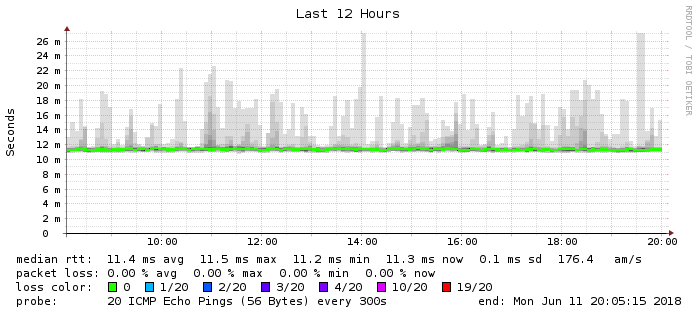 Last 12 Hours
RRDTOOL / TOBI OETIKER
Seconds
26 m
24 m
22 m
20 m
18 m
16 m
14 m
12 m
10 m
8 m
6 m
4 m
2 m
0
10:00 12:00 14:00 16:00 18:00 20:00
median rtt: 11.4 ms avg 11.5 ms max 11.2 ms min 11.3 ms now 0.1 ms sd 176.4 am/s
packet loss: 0.00 % avg 0.00 % max 0.00 % min 0.00 % now
loss color: 0 1/20 2/20 3/20 4/20 10/20 19/20
probe: 20 ICMP Echo Pings (56 Bytes) every 300s end: Mon Jun 11 20:05:15 2018